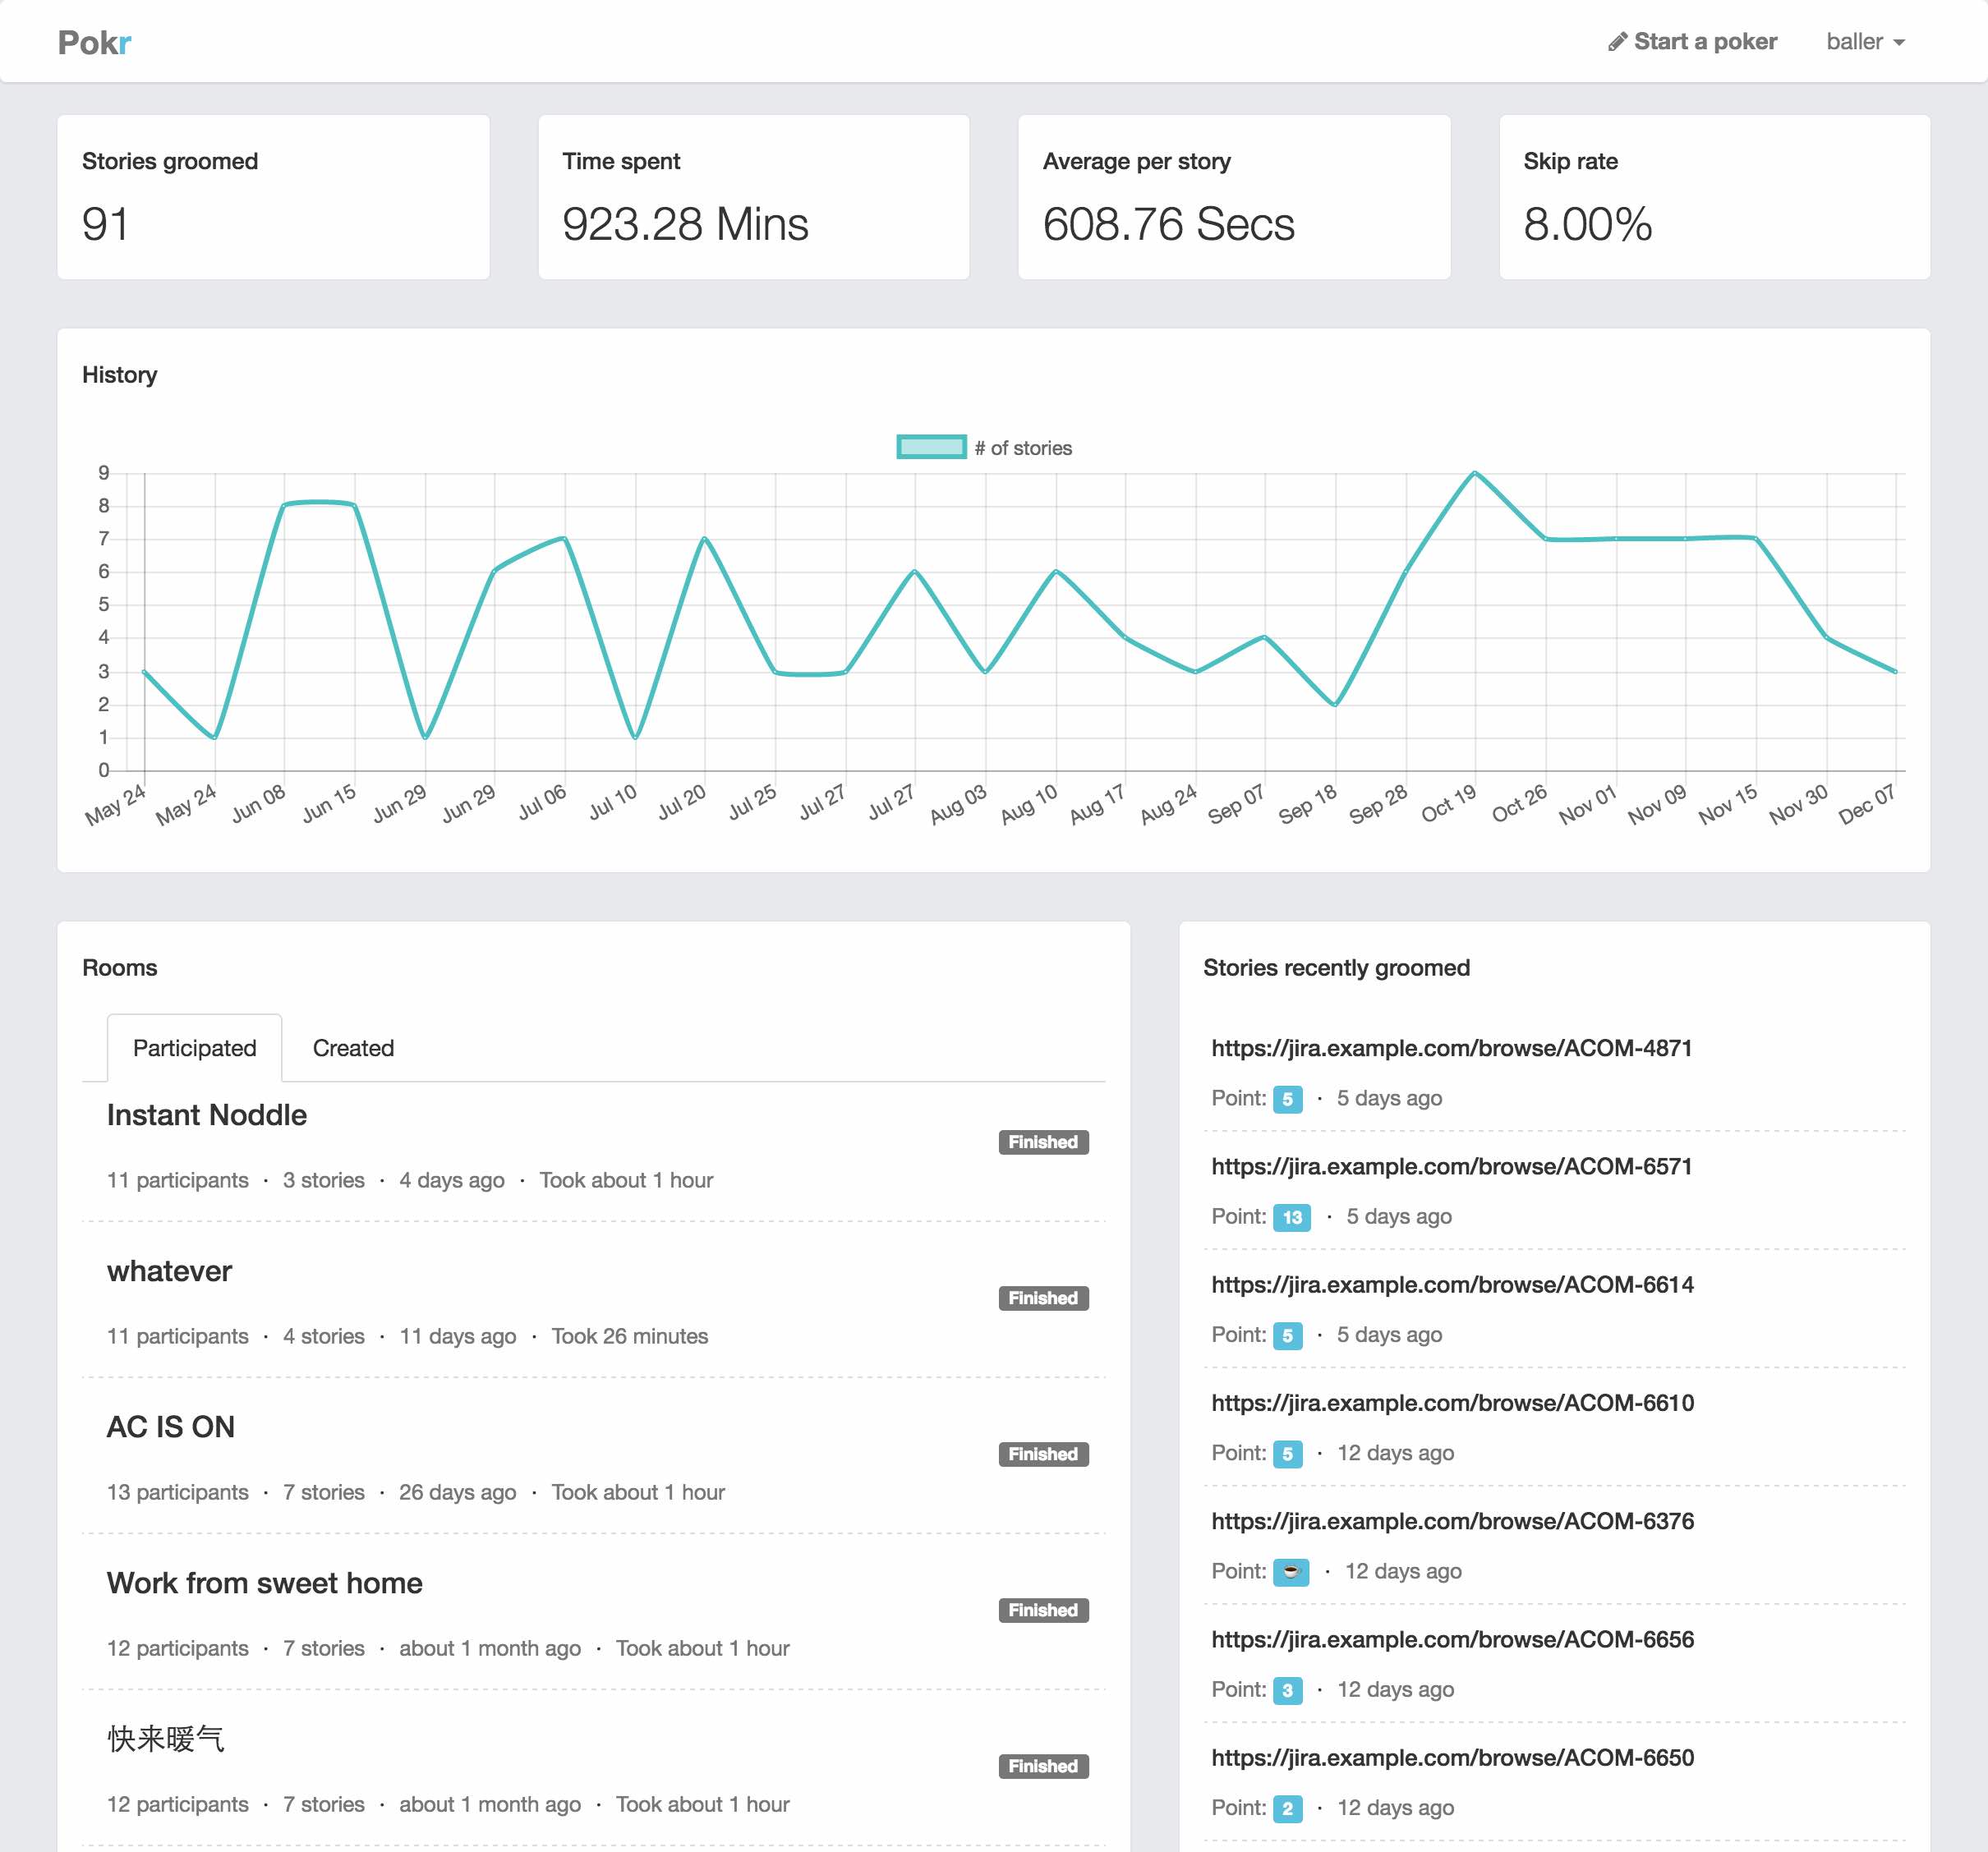 Pokr
Start a poker
baller
Stories groomed
91
Time spent
923.28 Mins
Average per story
608.76 Secs
Skip rate
8.00%
History
# of stories
9
8
7
6
5
4
3
2
1
0
May 24
May 24
Jun 08
Jun 15
Jun 29
Jun 29
Jul 06
Jul 10
Jul 20
Jul 25
Jul 27
Jul 27
Aug 03
Aug 10
Aug 17
Aug 24
Sep 07
Sep 18
Sep 28
Oct 19
Oct 26
Nov 01
Nov 09
Nov 15
Nov 30
Dec 07
Rooms
Participated
Created
Instant Noddle
Finished
11 participants · 3 stories · 4 days ago · Took about 1 hour
whatever
Finished
11 participants · 4 stories · 11 days ago · Took 26 minutes
AC IS ON
Finished
13 participants · 7 stories · 26 days ago · Took about 1 hour
Work from sweet home
Finished
12 participants · 7 stories · about 1 month ago · Took about 1 hour
快来暖气
Finished
12 participants · 7 stories · about 1 month ago · Took about 1 hour
Stories recently groomed
https://jira.example.com/browse/ACOM-4871
Point: 5 · 5 days ago
https://jira.example.com/browse/ACOM-6571
Point: 13 · 5 days ago
https://jira.example.com/browse/ACOM-6614
Point: 5 · 5 days ago
https://jira.example.com/browse/ACOM-6610
Point: 5 · 12 days ago
https://jira.example.com/browse/ACOM-6376
Point: ☕ · 12 days ago
https://jira.example.com/browse/ACOM-6656
Point: 3 · 12 days ago
https://jira.example.com/browse/ACOM-6650
Point: 2 · 12 days ago